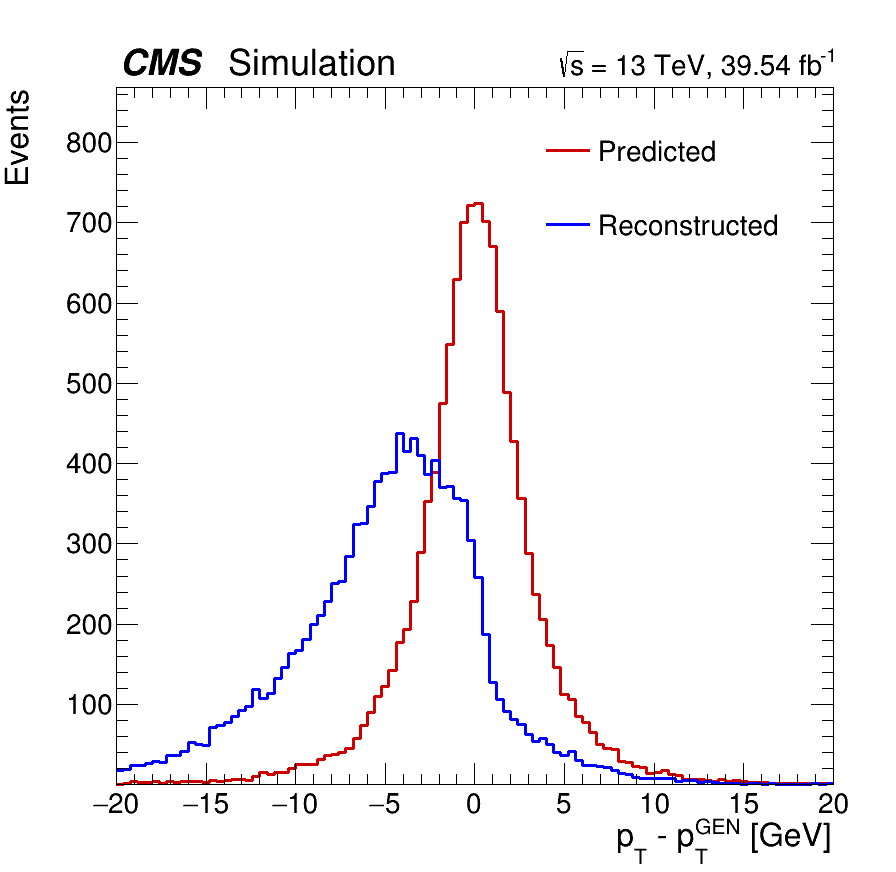 CMS Simulation √s = 13 TeV, 39.54 fb⁻¹
Events
Predicted
Reconstructed
800
700
600
500
400
300
200
100
−20 −15 −10 −5 0 5 10 15 20
p_T - p_T^GEN [GeV]